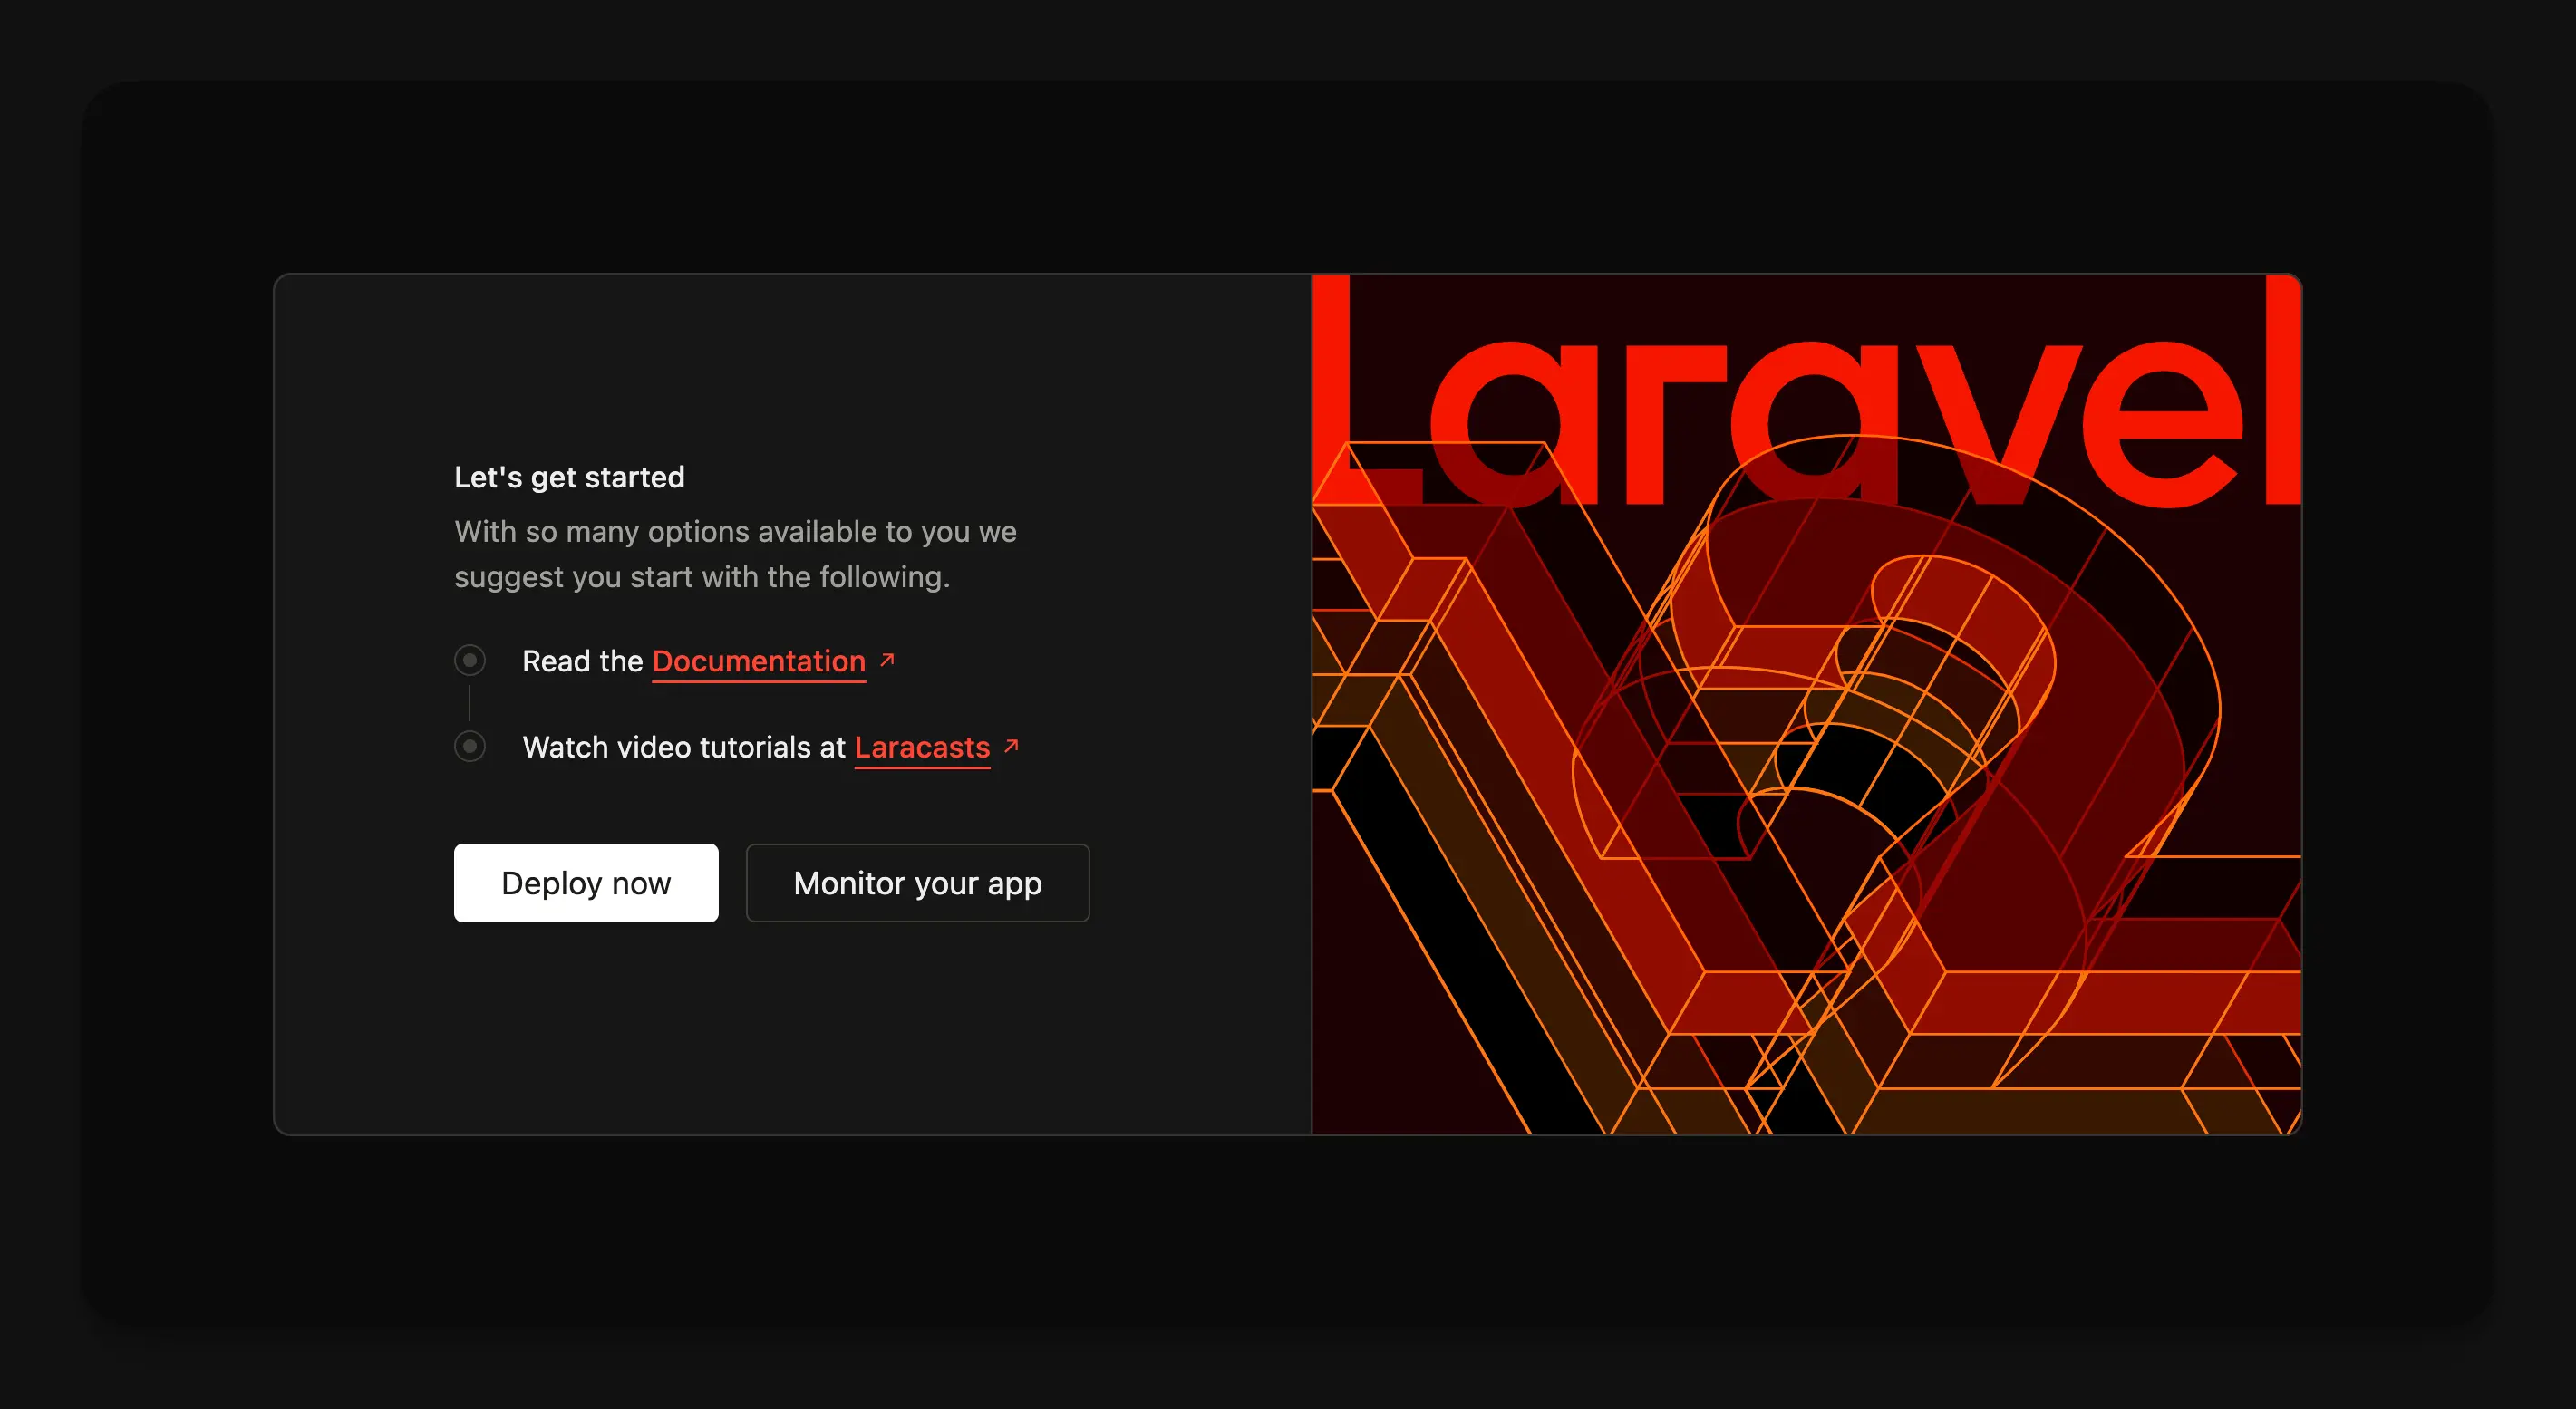 Let's get started
With so many options available to you we
suggest you start with the following.
Read the Documentation ↗
Watch video tutorials at Laracasts ↗
Deploy now
Monitor your app
Laravel